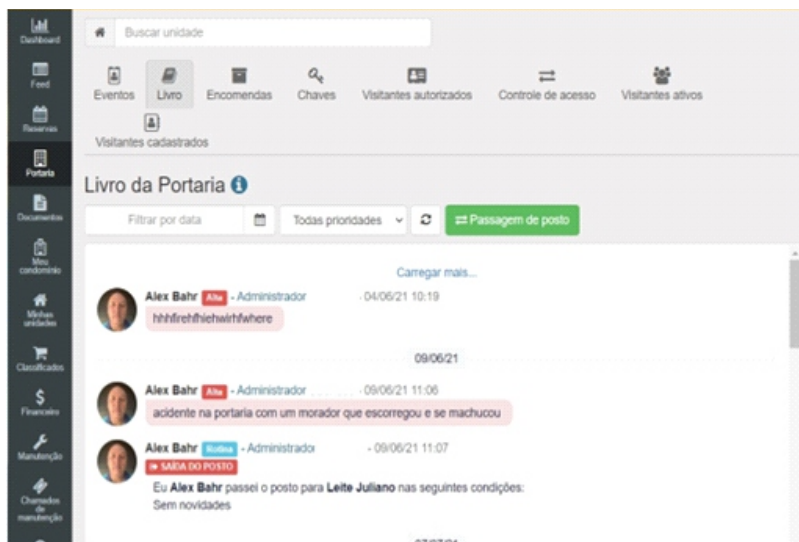 Dashboard
Feed
Reservas
Portaria
Documentos
Meu
condomínio
Minhas
unidades
Classificados
Financeiro
Manutenção
Chamados
de
manutenção
Buscar unidade
Eventos Livro Encomendas Chaves Visitantes autorizados Controle de acesso Visitantes ativos
Visitantes cadastrados
Livro da Portaria
Filtrar por data Todas prioridades Passagem de posto
Carregar mais...
Alex Bahr Alta - Administrador - 04/06/21 10:19
hhhfirehfhiehwirhfwhere
09/06/21
Alex Bahr Alta - Administrador - 09/06/21 11:06
acidente na portaria com um morador que escorregou e se machucou
Alex Bahr Rotina - Administrador - 09/06/21 11:07
SAÍDA DO POSTO
Eu Alex Bahr passei o posto para Leite Juliano nas seguintes condições:
Sem novidades